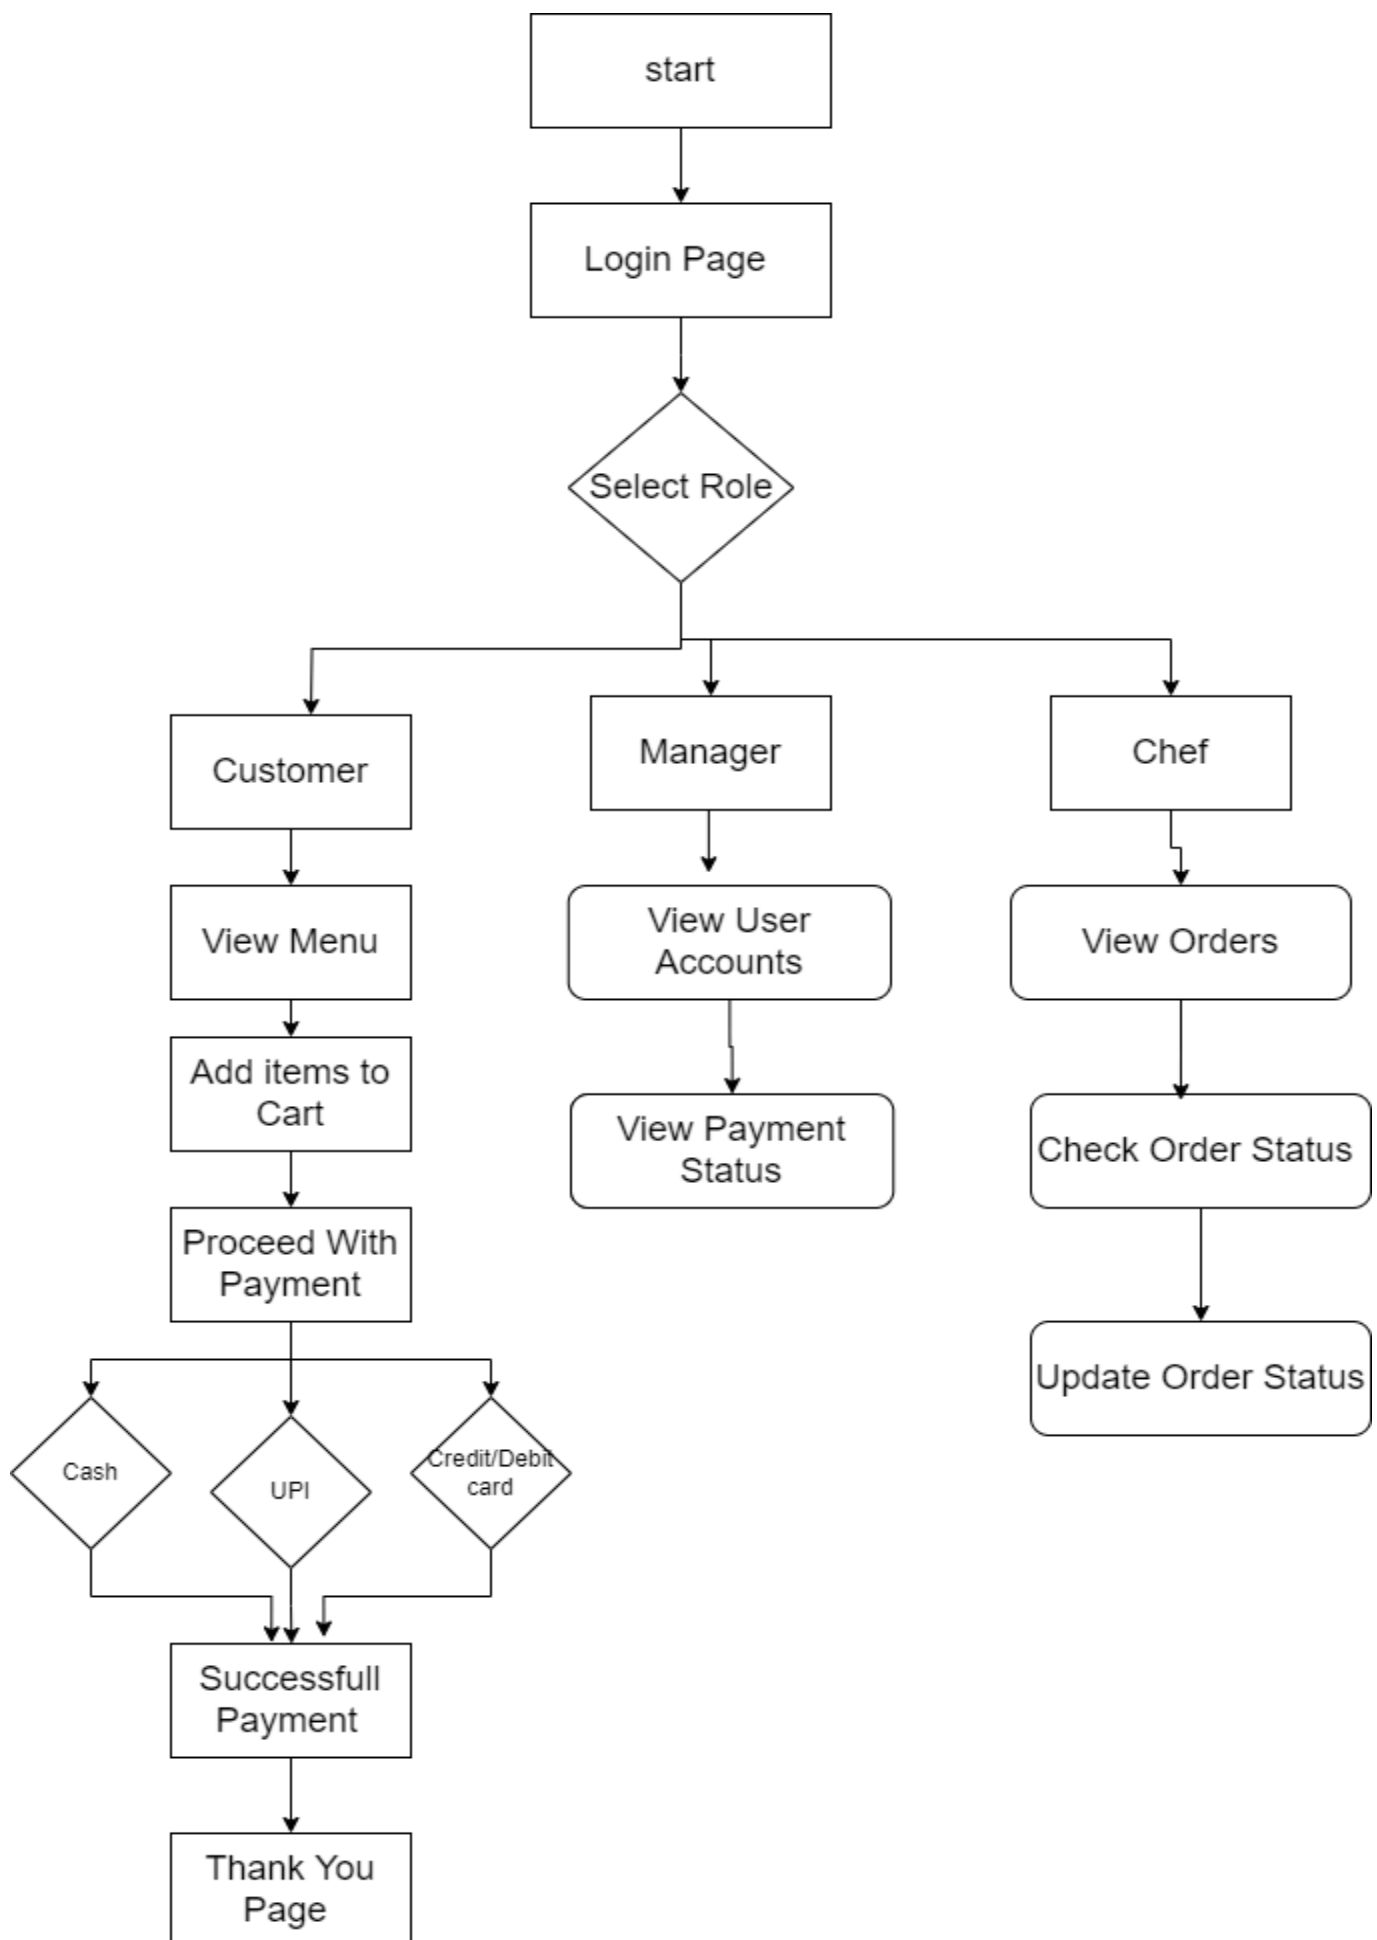 start
Login Page
Select Role
Customer
Manager
Chef
View Menu
View User
Accounts
View Orders
Add items to
Cart
View Payment
Status
Check Order Status
Proceed With
Payment
Update Order Status
Cash
UPI
Credit/Debit
card
Successfull
Payment
Thank You
Page